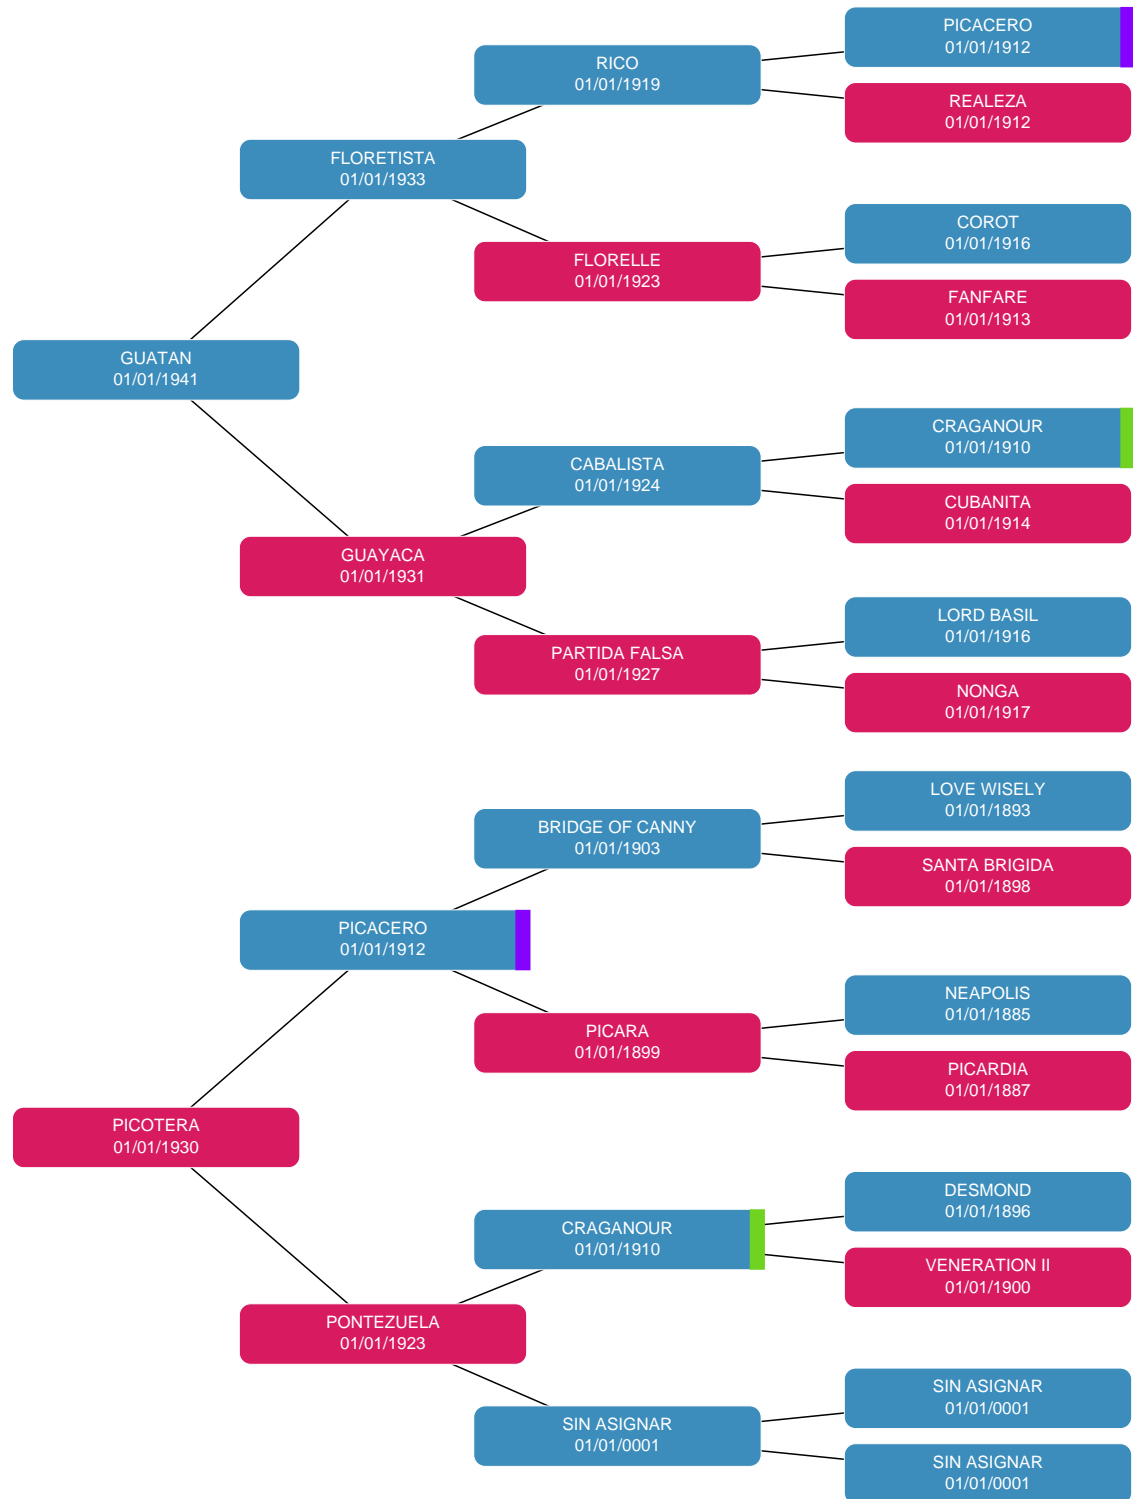 PICACERO
01/01/1912
RICO
01/01/1919
REALEZA
01/01/1912
FLORETISTA
01/01/1933
COROT
01/01/1916
FLORELLE
01/01/1923
FANFARE
01/01/1913
GUATAN
01/01/1941
CRAGANOUR
01/01/1910
CABALISTA
01/01/1924
CUBANITA
01/01/1914
GUAYACA
01/01/1931
LORD BASIL
01/01/1916
PARTIDA FALSA
01/01/1927
NONGA
01/01/1917
LOVE WISELY
01/01/1893
BRIDGE OF CANNY
01/01/1903
SANTA BRIGIDA
01/01/1898
PICACERO
01/01/1912
NEAPOLIS
01/01/1885
PICARA
01/01/1899
PICARDIA
01/01/1887
PICOTERA
01/01/1930
DESMOND
01/01/1896
CRAGANOUR
01/01/1910
VENERATION II
01/01/1900
PONTEZUELA
01/01/1923
SIN ASIGNAR
01/01/0001
SIN ASIGNAR
01/01/0001
SIN ASIGNAR
01/01/0001